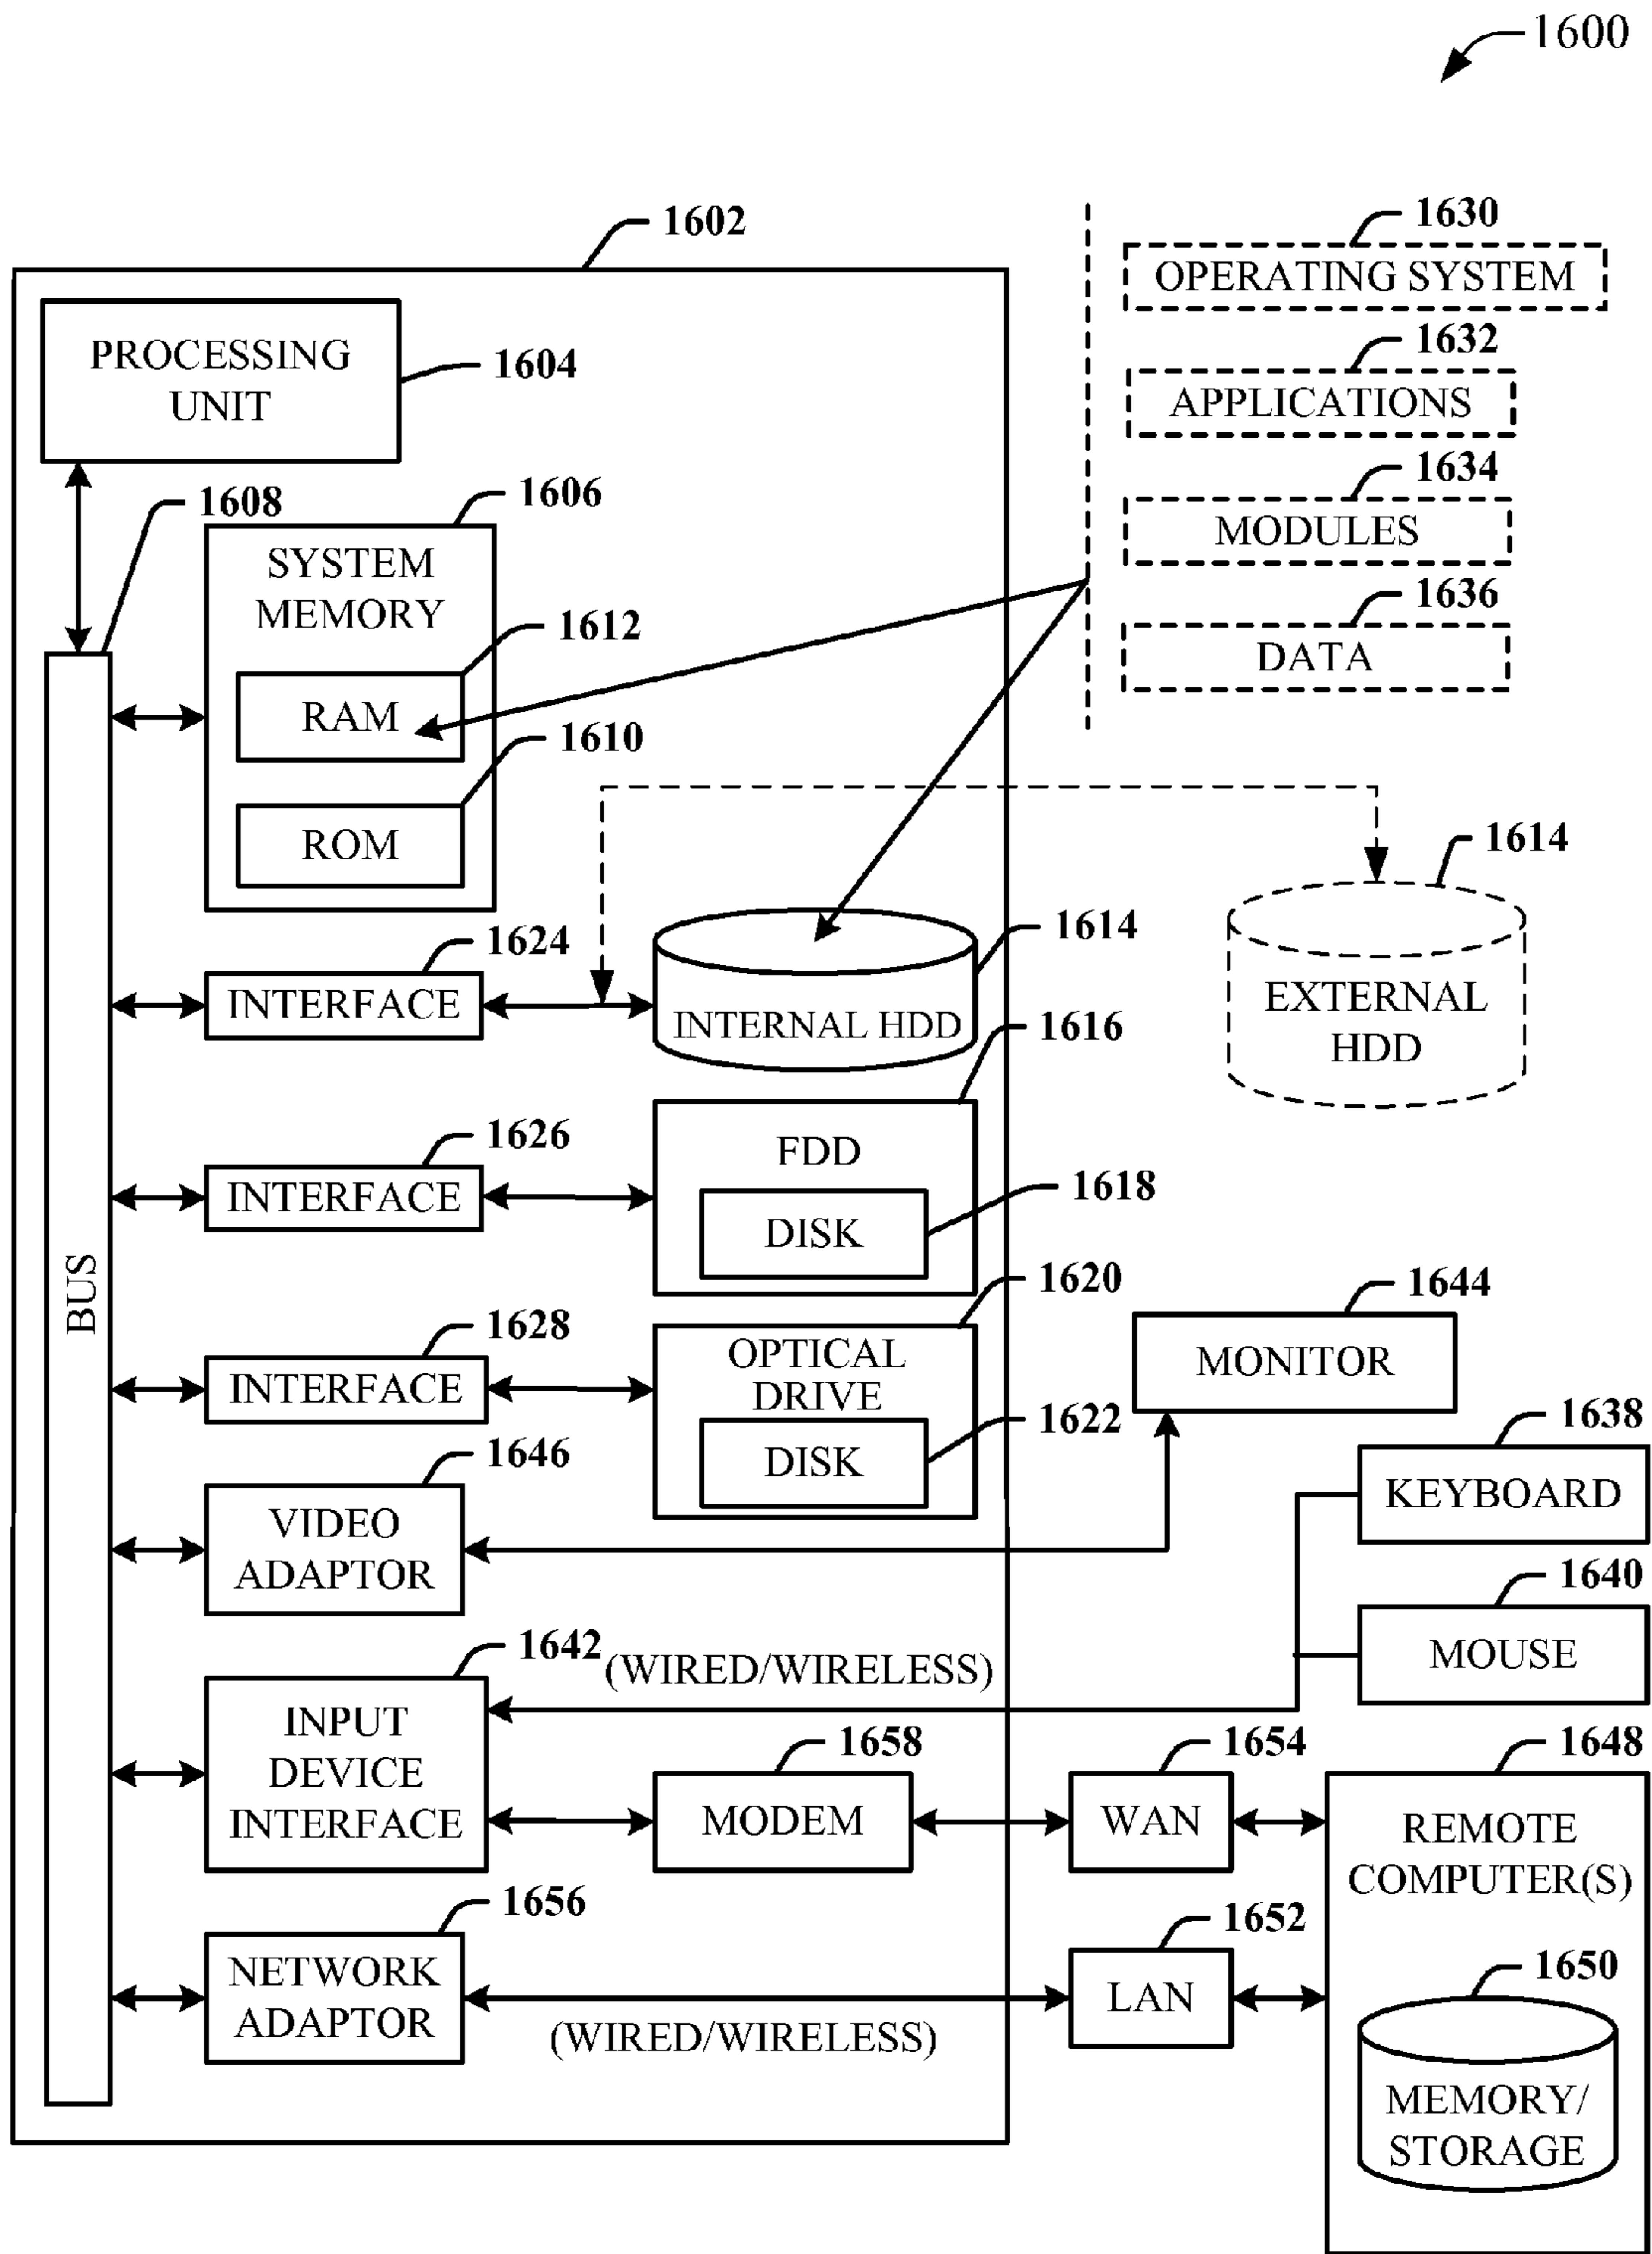 1600
1602
1630
OPERATING SYSTEM
PROCESSING
UNIT
1604
1632
APPLICATIONS
1634
MODULES
1636
DATA
1608
1606
SYSTEM
MEMORY
1612
RAM
1610
ROM
1614
EXTERNAL
HDD
1624
INTERFACE
1614
INTERNAL HDD
1616
FDD
1626
INTERFACE
1618
DISK
BUS
1620
OPTICAL
DRIVE
1628
INTERFACE
1622
DISK
1644
MONITOR
1638
KEYBOARD
1646
VIDEO
ADAPTOR
1640
MOUSE
1642
(WIRED/WIRELESS)
INPUT
DEVICE
INTERFACE
1658
MODEM
1654
WAN
1648
REMOTE
COMPUTER(S)
1656
NETWORK
ADAPTOR
(WIRED/WIRELESS)
1652
LAN
1650
MEMORY/
STORAGE